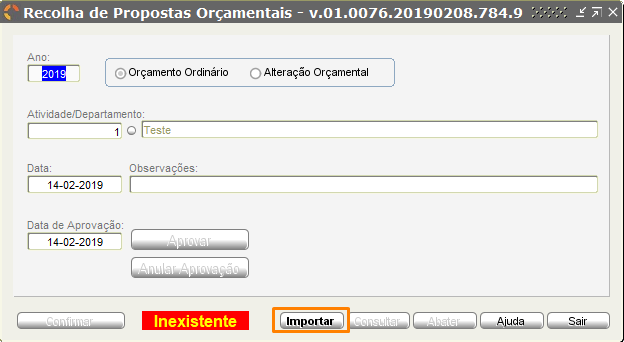 Recolha de Propostas Orçamentais - v.01.0076.20190208.784.9
Ano:
2019
Orçamento Ordinário
Alteração Orçamental
Atividade/Departamento:
1
Teste
Data:
Observações:
14-02-2019
Data de Aprovação:
14-02-2019
Aprovar
Anular Aprovação
Confirmar
Inexistente
Importar
Consultar
Abater
Ajuda
Sair